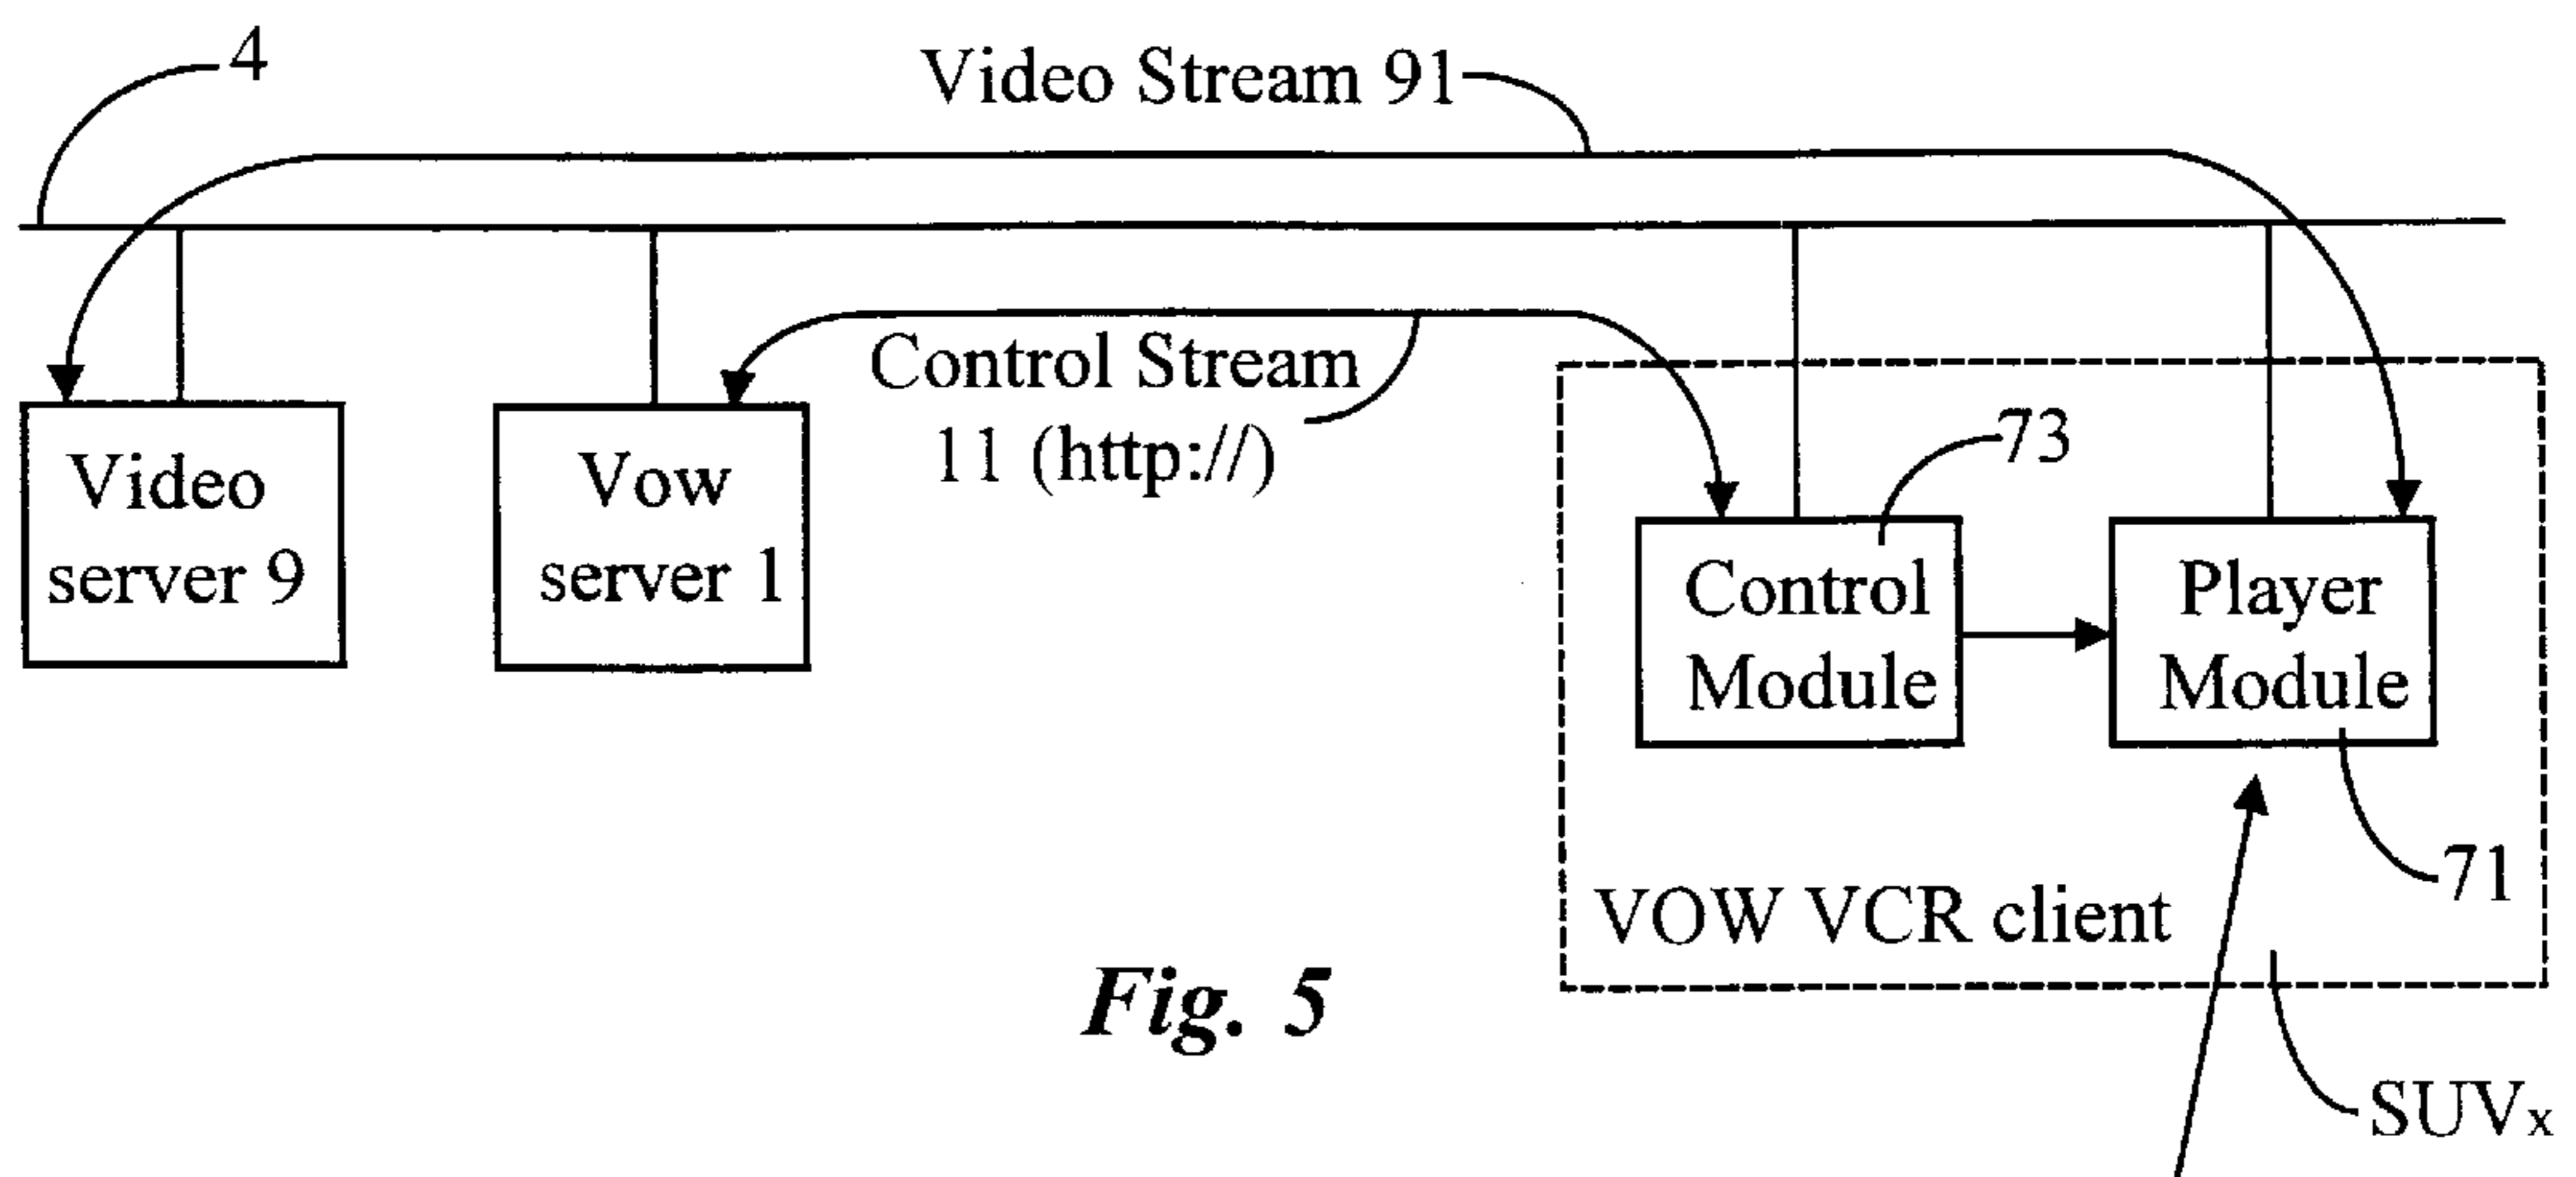 4
Video Stream 91
Control Stream
11 (http://)
Video
server 9
Vow
server 1
73
Control
Module
Player
Module
71
VOW VCR client
Fig. 5
SUVx